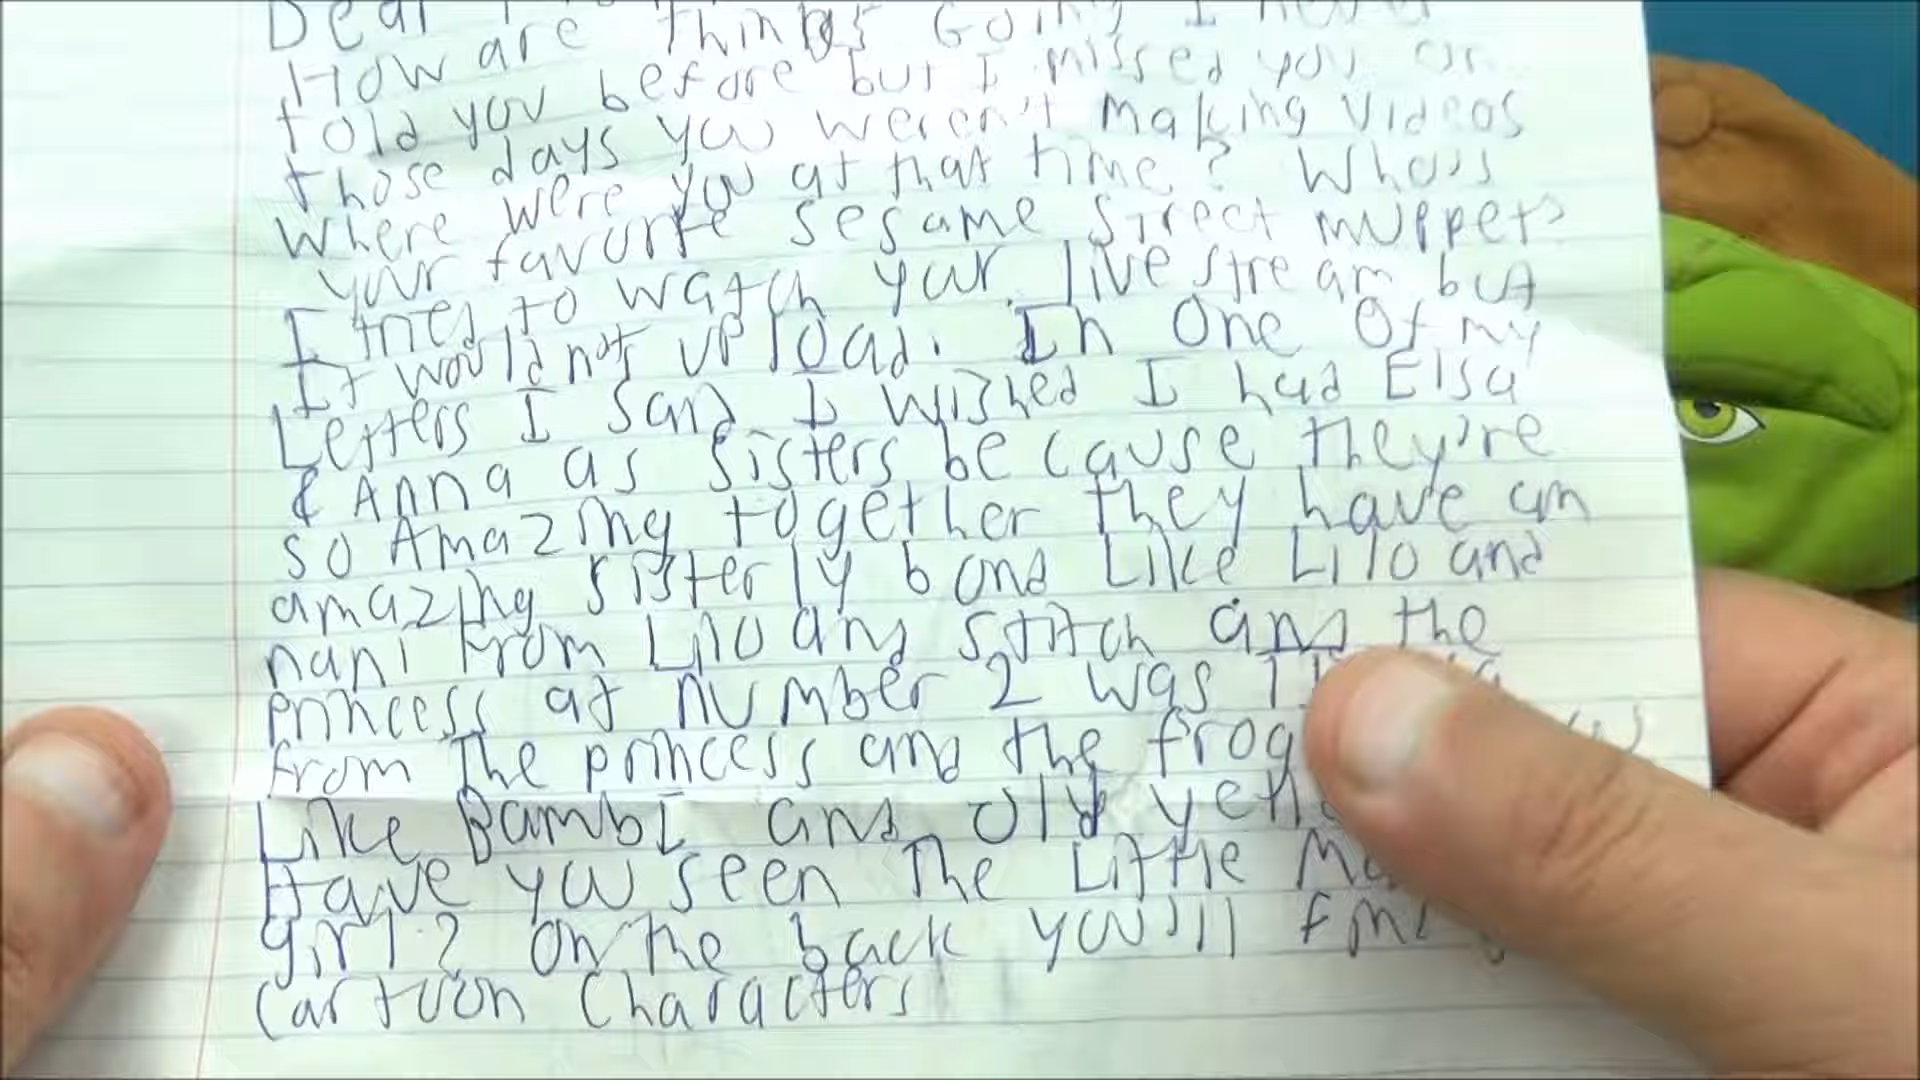 Dear
How are things Going I never
told you before but I missed you on
those days you weren't making videos
where were you at that time? Who's
your favorite sesame street muppet?
I tried to watch your livestream but
It would not upload. In One Of my
Letters I said I wished I had Elsa
& Anna as sisters because they're
so Amazing together they have an
amazing sisterly bond Like Lilo and
nani From Lilo and stitch and the
princess at number 2 was
from The princess and the frog
Like Bambi and Old
Have you seen The Little
girl? On the back you'll find
cartoon Characters